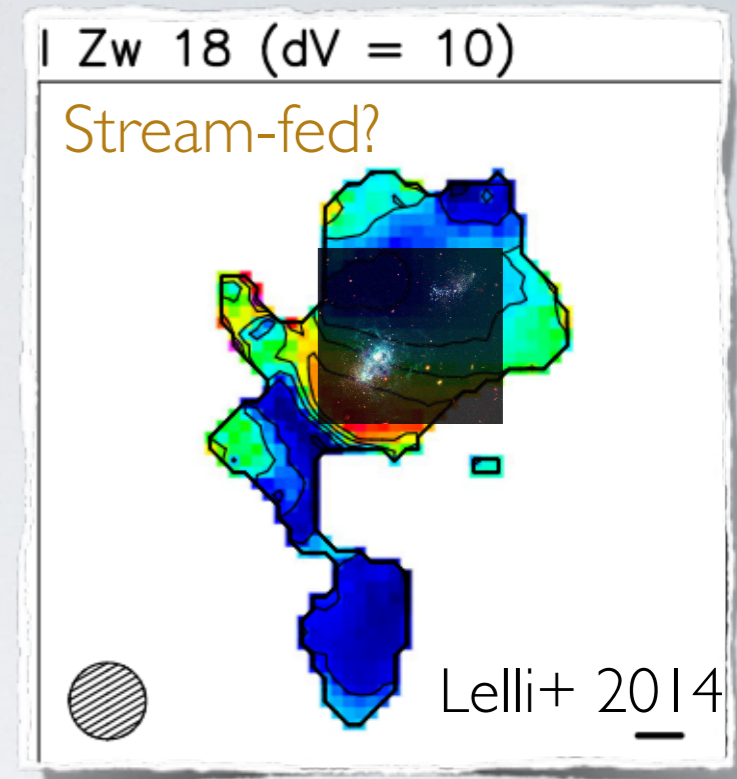 I Zw 18 (dV = 10)
Stream-fed?
Lelli+ 2014